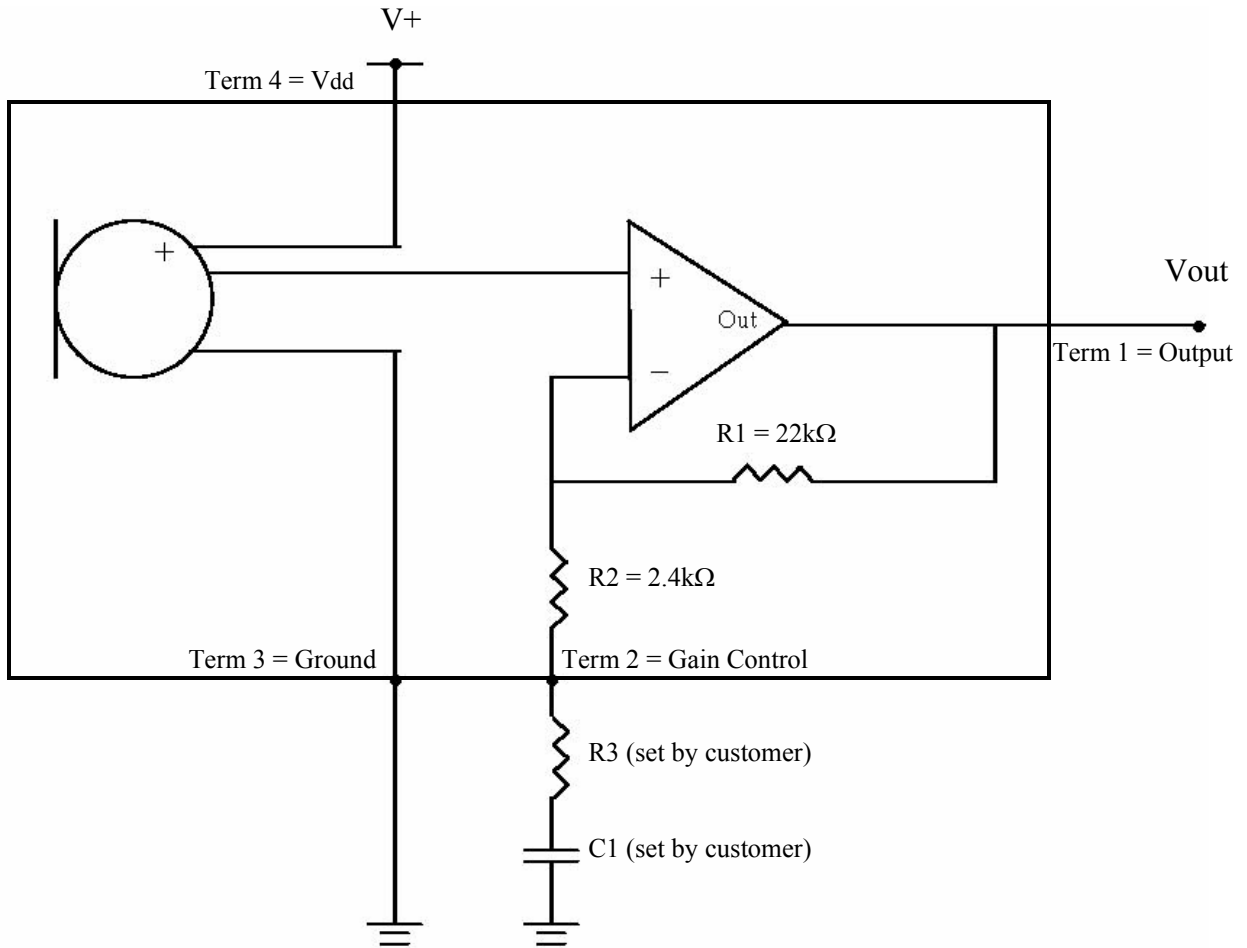 V+
Term 4 = Vdd
+
+
Out
−
Vout
Term 1 = Output
R1 = 22kΩ
R2 = 2.4kΩ
Term 3 = Ground
Term 2 = Gain Control
R3 (set by customer)
C1 (set by customer)